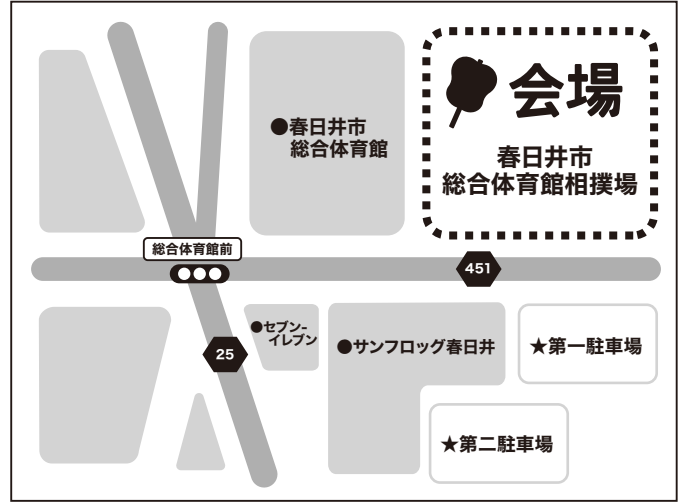 会場
春日井市
総合体育館相撲場
●春日井市
総合体育館
総合体育館前
451
25
●セブン-
イレブン
●サンフロッグ春日井
★第一駐車場
★第二駐車場